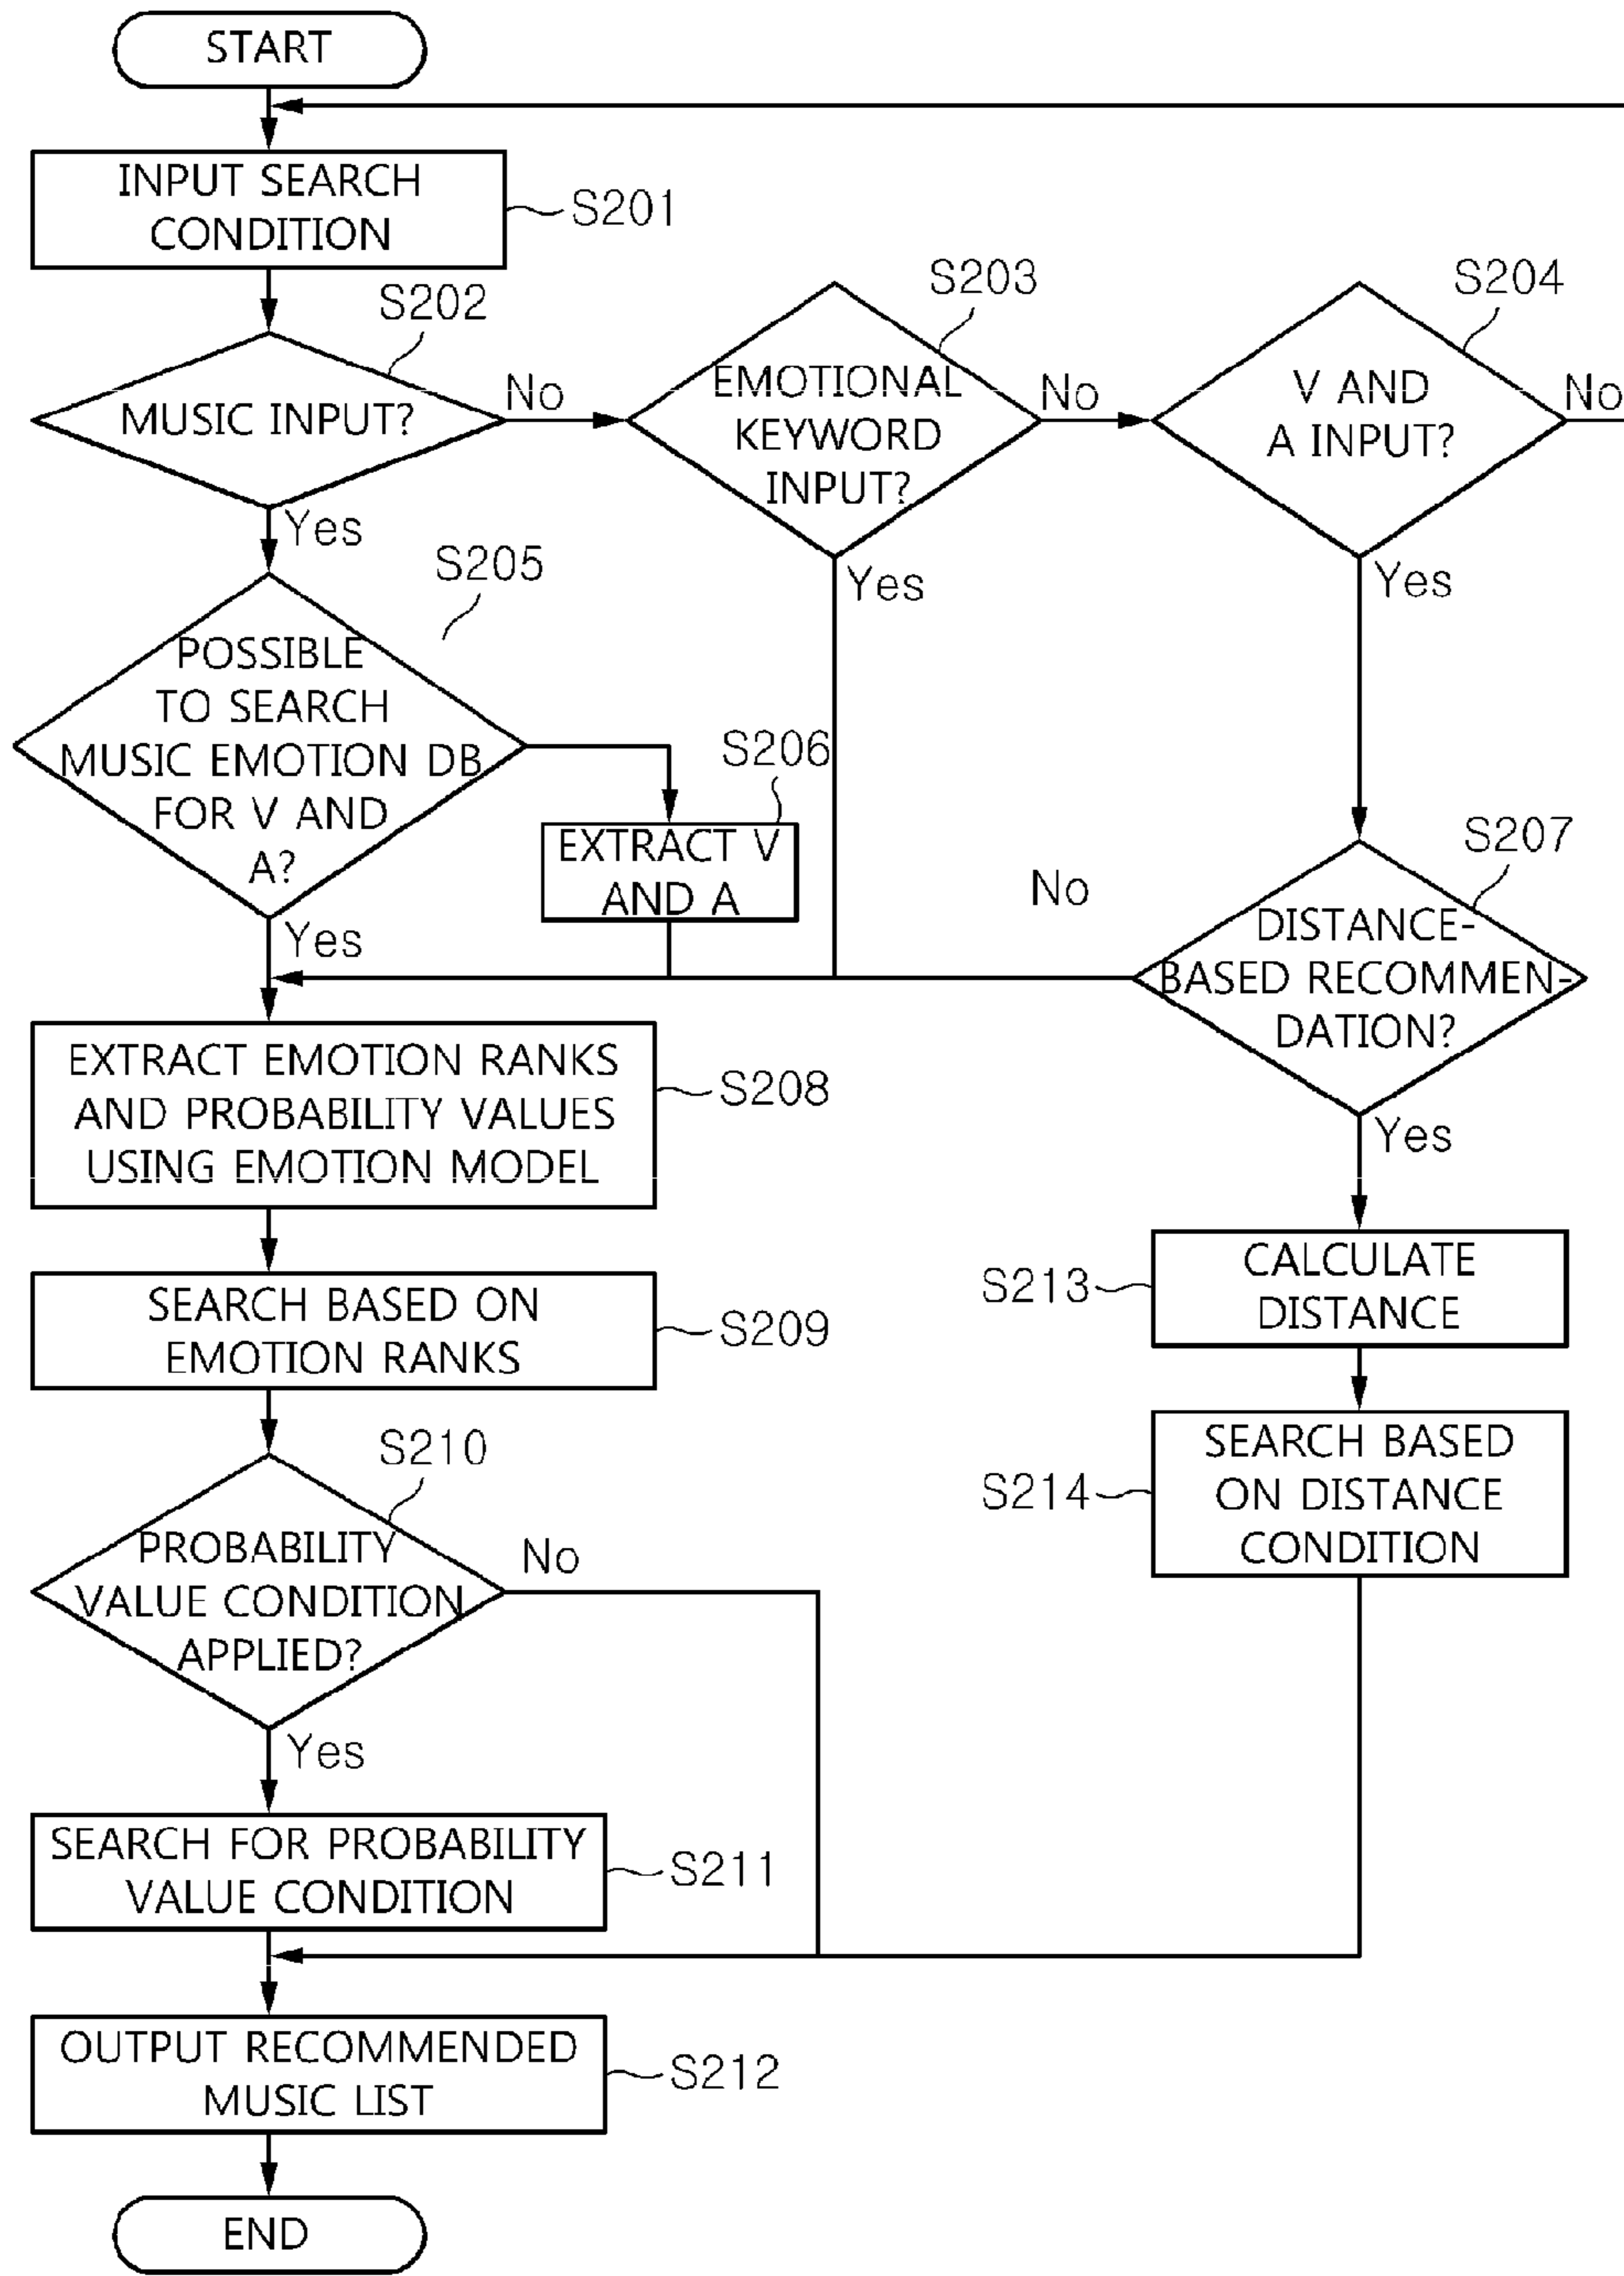 START
INPUT SEARCH
CONDITION
S201
S202
MUSIC INPUT?
No
Yes
S203
EMOTIONAL
KEYWORD
INPUT?
No
Yes
S204
V AND
A INPUT?
No
Yes
S205
POSSIBLE
TO SEARCH
MUSIC EMOTION DB
FOR V AND
A?
Yes
S206
EXTRACT V
AND A
S207
DISTANCE-
BASED RECOMMEN-
DATION?
No
Yes
EXTRACT EMOTION RANKS
AND PROBABILITY VALUES
USING EMOTION MODEL
S208
SEARCH BASED ON
EMOTION RANKS
S209
S213
CALCULATE
DISTANCE
S214
SEARCH BASED
ON DISTANCE
CONDITION
S210
PROBABILITY
VALUE CONDITION
APPLIED?
No
Yes
SEARCH FOR PROBABILITY
VALUE CONDITION
S211
OUTPUT RECOMMENDED
MUSIC LIST
S212
END